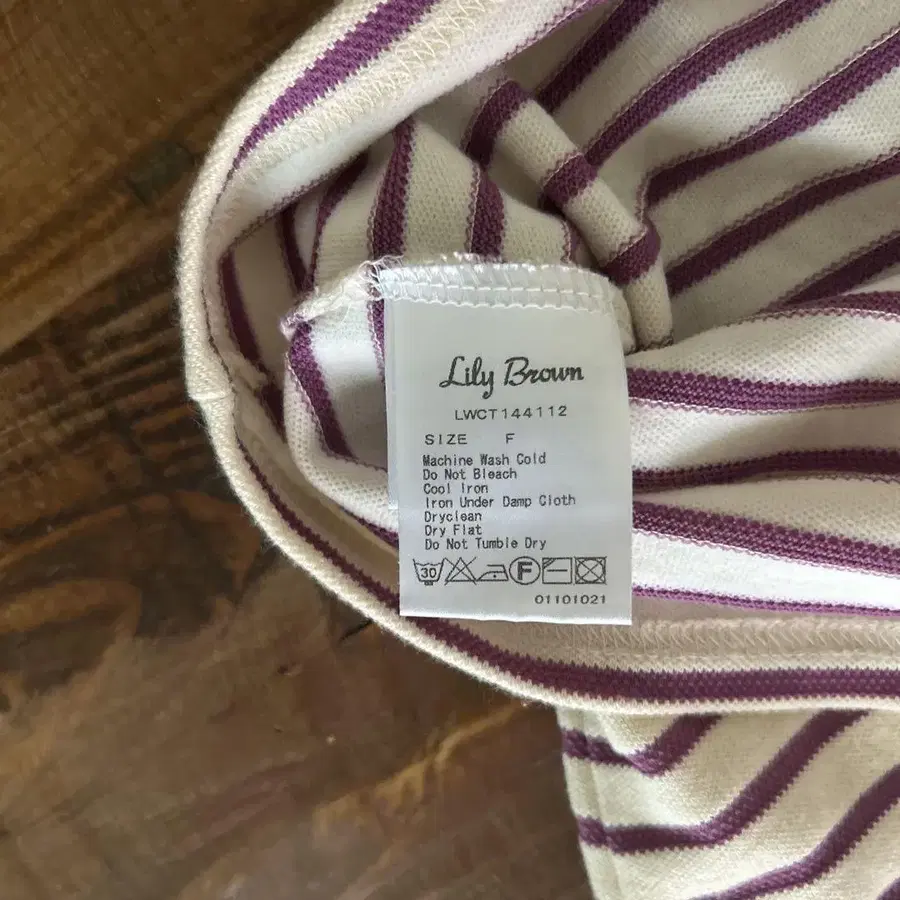 Lily Brown
LWCT144112
SIZE F
Machine Wash Cold
Do Not Bleach
Cool Iron
Iron Under Damp Cloth
Dryclean
Dry Flat
Do Not Tumble Dry
30 F
01101021